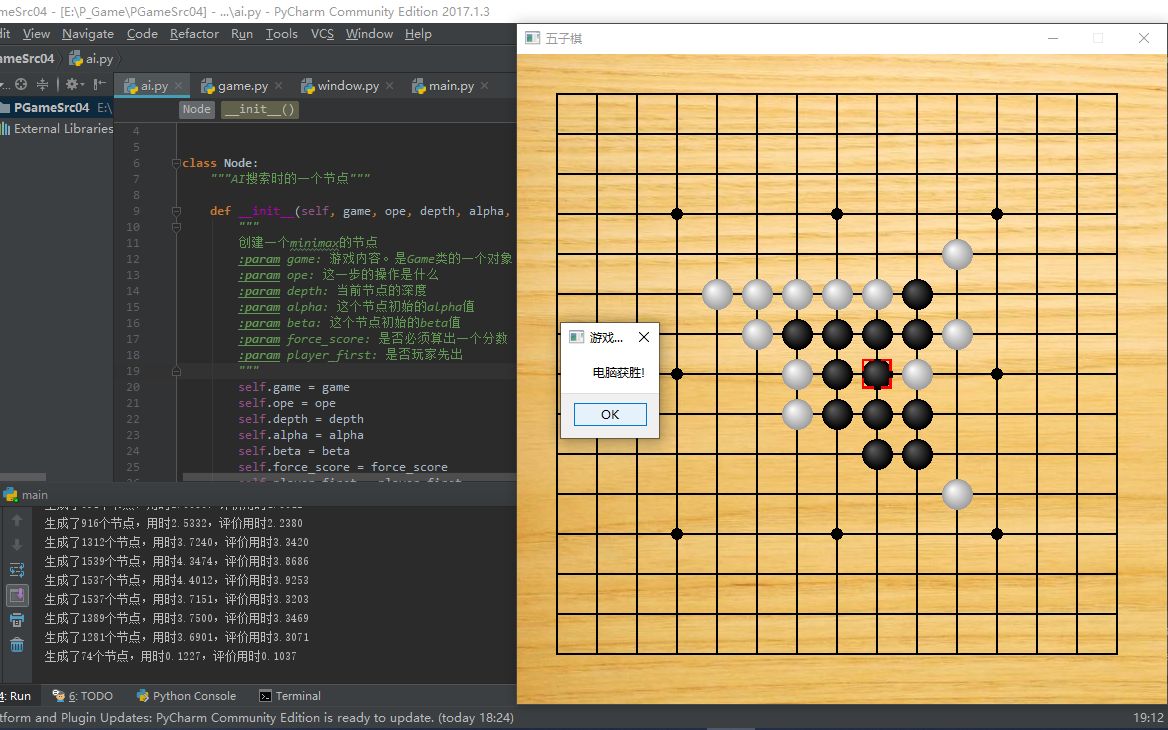 meSrc04 - [E:\P_Game\PGameSrc04] - ...\ai.py - PyCharm Community Edition 2017.1.3
dit View Navigate Code Refactor Run Tools VCS Window Help
ameSrc04 ai.py
ai.py game.py window.py main.py
PGameSrc04 E:\
External Libraries
Node __init__()
4
5
6 class Node:
7 """AI搜索时的一个节点"""
8
9 def __init__(self, game, ope, depth, alpha,
10 """
11 创建一个minimax的节点
12 :param game: 游戏内容。是Game类的一个对象
13 :param ope: 这一步的操作是什么
14 :param depth: 当前节点的深度
15 :param alpha: 这个节点初始的alpha值
16 :param beta: 这个节点初始的beta值
17 :param force_score: 是否必须算出一个分数
18 :param player_first: 是否玩家先出
19 """
20 self.game = game
21 self.ope = ope
22 self.depth = depth
23 self.alpha = alpha
24 self.beta = beta
25 self.force_score = force_score
main
生成了916个节点，用时2.5332，评价用时2.2380
生成了1312个节点，用时3.7240，评价用时3.3420
生成了1539个节点，用时4.3474，评价用时3.8686
生成了1537个节点，用时4.4012，评价用时3.9253
生成了1537个节点，用时3.7151，评价用时3.3203
生成了1389个节点，用时3.7500，评价用时3.3469
生成了1281个节点，用时3.6901，评价用时3.3071
生成了74个节点，用时0.1227，评价用时0.1037
4: Run 6: TODO Python Console Terminal
tform and Plugin Updates: PyCharm Community Edition is ready to update. (today 18:24)
19:12
五子棋
游戏...
电脑获胜!
OK